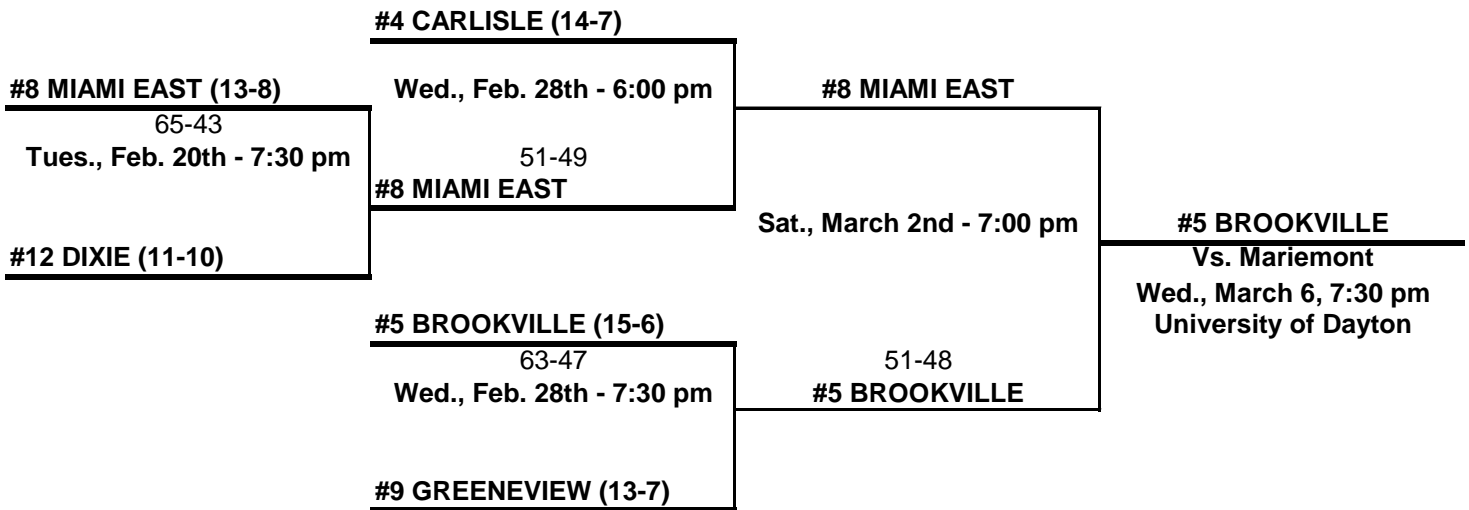 #4 CARLISLE (14-7)
#8 MIAMI EAST (13-8)
65-43
Tues., Feb. 20th - 7:30 pm
#12 DIXIE (11-10)
Wed., Feb. 28th - 6:00 pm
51-49
#8 MIAMI EAST
#5 BROOKVILLE (15-6)
63-47
Wed., Feb. 28th - 7:30 pm
#9 GREENEVIEW (13-7)
#8 MIAMI EAST
Sat., March 2nd - 7:00 pm
51-48
#5 BROOKVILLE
#5 BROOKVILLE
Vs. Mariemont
Wed., March 6, 7:30 pm
University of Dayton